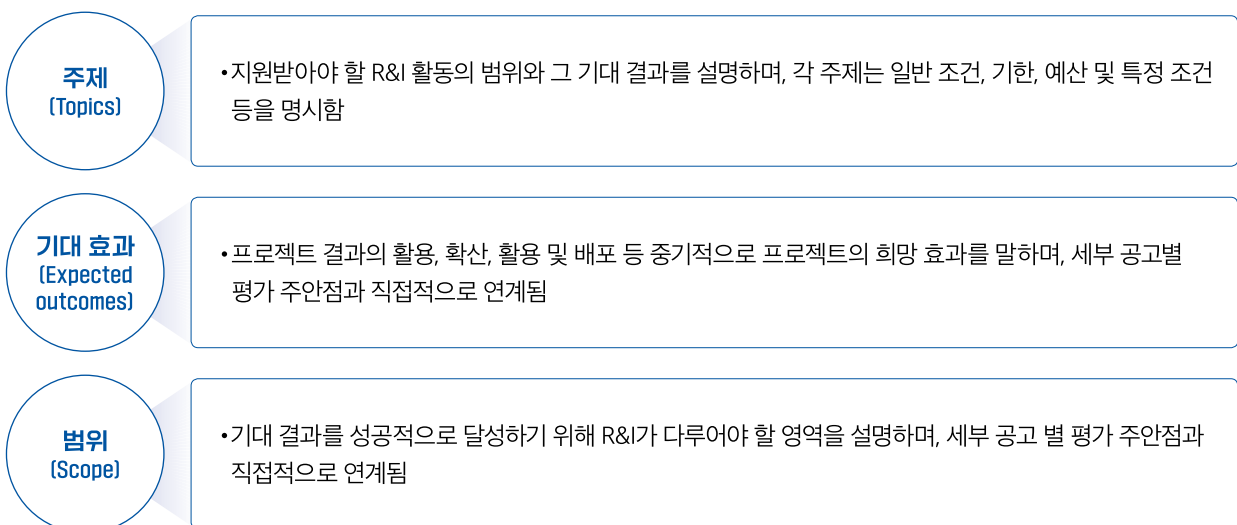 주제
(Topics)
•지원받아야 할 R&I 활동의 범위와 그 기대 결과를 설명하며, 각 주제는 일반 조건, 기한, 예산 및 특정 조건
등을 명시함
기대 효과
(Expected
outcomes)
•프로젝트 결과의 활용, 확산, 활용 및 배포 등 중기적으로 프로젝트의 희망 효과를 말하며, 세부 공고별
평가 주안점과 직접적으로 연계됨
범위
(Scope)
•기대 결과를 성공적으로 달성하기 위해 R&I가 다루어야 할 영역을 설명하며, 세부 공고 별 평가 주안점과
직접적으로 연계됨